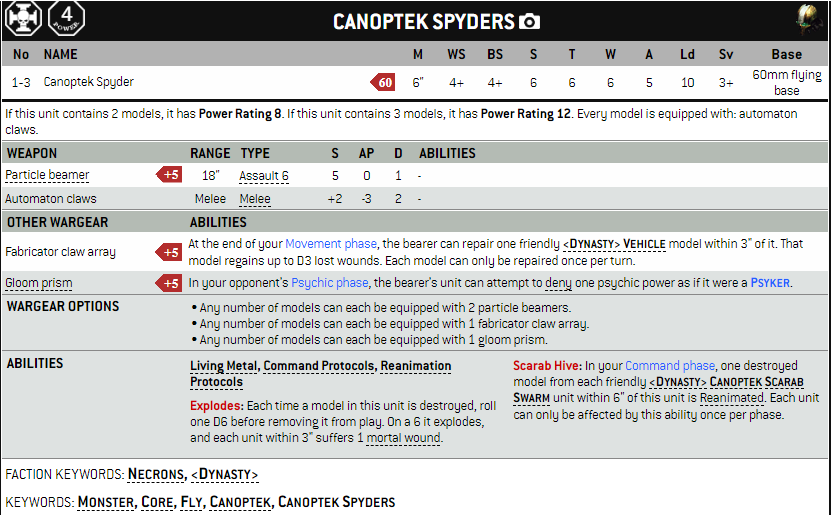 4
POWER
CANOPTEK SPYDERS
No NAME M WS BS S T W A Ld Sv Base
1-3 Canoptek Spyder 60 6" 4+ 4+ 6 6 6 5 10 3+ 60mm flying
base
If this unit contains 2 models, it has Power Rating 8. If this unit contains 3 models, it has Power Rating 12. Every model is equipped with: automaton
claws.
WEAPON RANGE TYPE S AP D ABILITIES
Particle beamer +5 18" Assault 6 5 0 1 -
Automaton claws Melee Melee +2 -3 2 -
OTHER WARGEAR ABILITIES
Fabricator claw array +5 At the end of your Movement phase, the bearer can repair one friendly <DYNASTY> VEHICLE model within 3" of it. That
model regains up to D3 lost wounds. Each model can only be repaired once per turn.
Gloom prism +5 In your opponent's Psychic phase, the bearer's unit can attempt to deny one psychic power as if it were a PSYKER.
WARGEAR OPTIONS
• Any number of models can each be equipped with 2 particle beamers.
• Any number of models can each be equipped with 1 fabricator claw array.
• Any number of models can each be equipped with 1 gloom prism.
ABILITIES
Living Metal, Command Protocols, Reanimation
Protocols
Explodes: Each time a model in this unit is destroyed, roll
one D6 before removing it from play. On a 6 it explodes,
and each unit within 3" suffers 1 mortal wound.
Scarab Hive: In your Command phase, one destroyed
model from each friendly <DYNASTY> CANOPTEK SCARAB
SWARM unit within 6" of this unit is Reanimated. Each unit
can only be affected by this ability once per phase.
FACTION KEYWORDS: NECRONS, <DYNASTY>
KEYWORDS: MONSTER, CORE, FLY, CANOPTEK, CANOPTEK SPYDERS